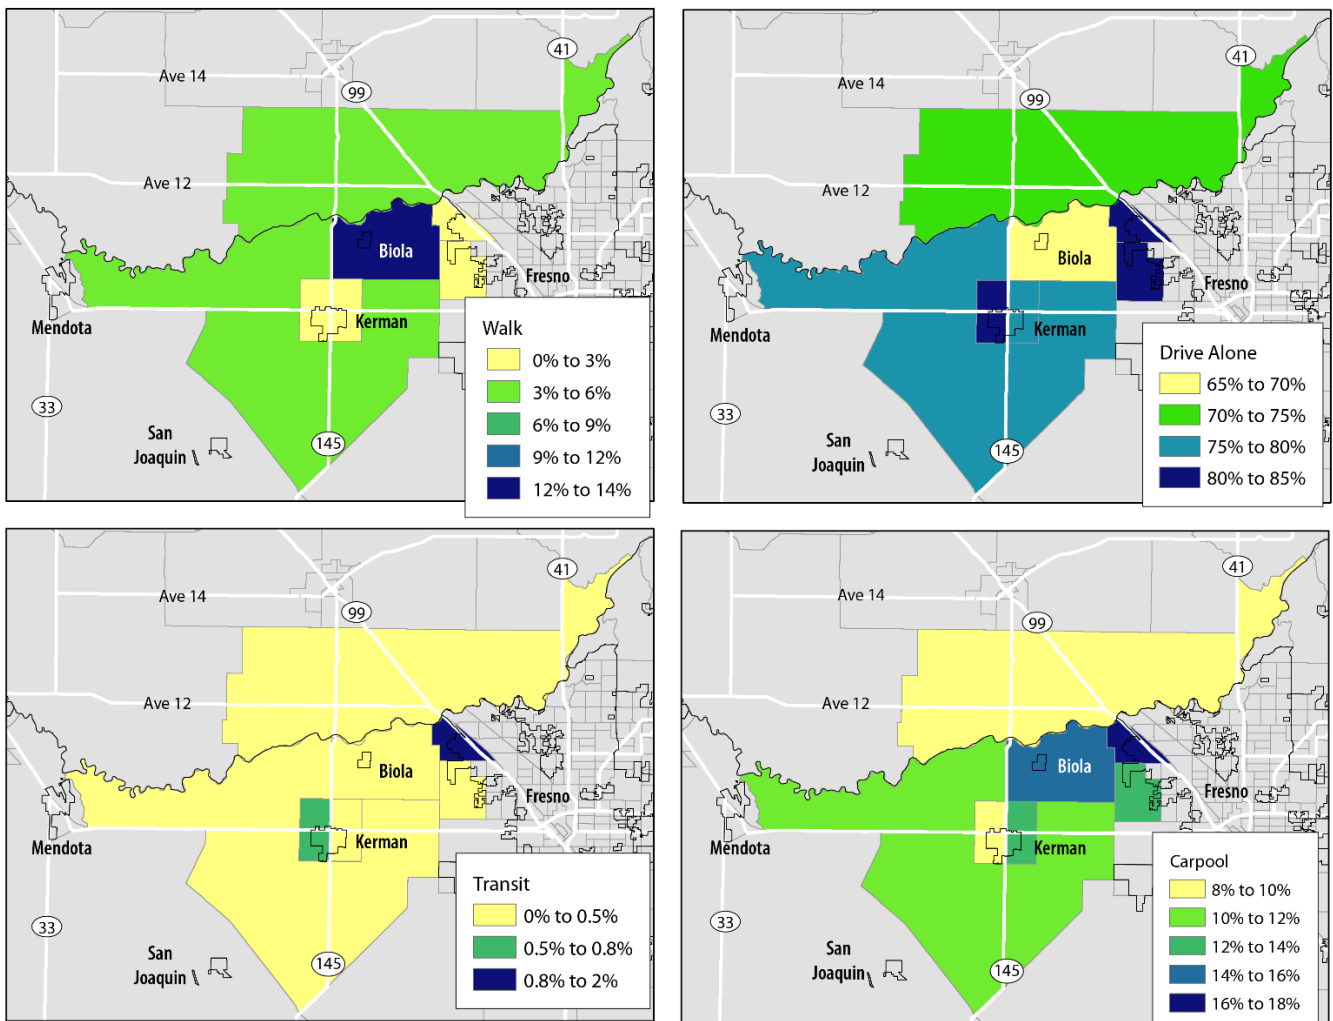 41
Ave 14
99
Ave 12
Biola
Fresno
Mendota
Kerman
33
San
Joaquin
145
Walk
0% to 3%
3% to 6%
6% to 9%
9% to 12%
12% to 14%
41
Ave 14
99
Ave 12
Biola
Fresno
Mendota
Kerman
33
San
Joaquin
145
Drive Alone
65% to 70%
70% to 75%
75% to 80%
80% to 85%
41
Ave 14
99
Ave 12
Biola
Fresno
Mendota
Kerman
33
San
Joaquin
145
Transit
0% to 0.5%
0.5% to 0.8%
0.8% to 2%
41
Ave 14
99
Ave 12
Biola
Fresno
Mendota
Kerman
33
San
Joaquin
145
Carpool
8% to 10%
10% to 12%
12% to 14%
14% to 16%
16% to 18%